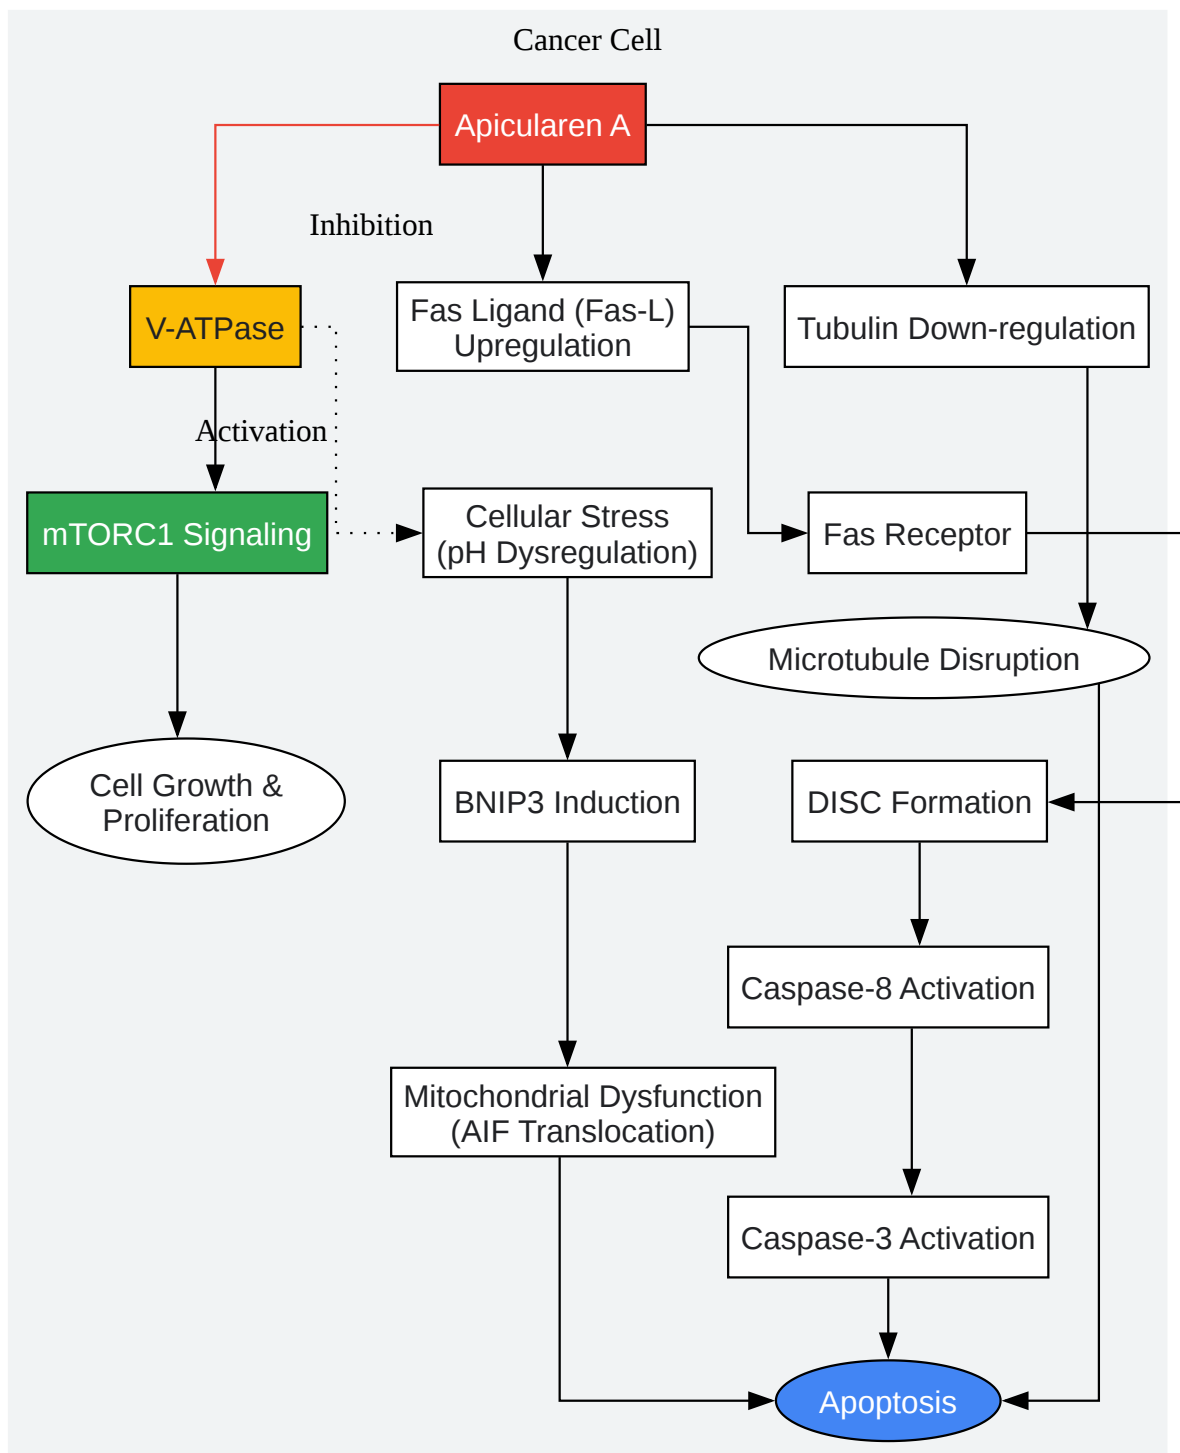 Cancer Cell
Apicularen A
Inhibition
V-ATPase
Fas Ligand (Fas-L)
Upregulation
Tubulin Down-regulation
Activation
mTORC1 Signaling
Cellular Stress
(pH Dysregulation)
Fas Receptor
Microtubule Disruption
Cell Growth &
Proliferation
BNIP3 Induction
DISC Formation
Caspase-8 Activation
Mitochondrial Dysfunction
(AIF Translocation)
Caspase-3 Activation
Apoptosis